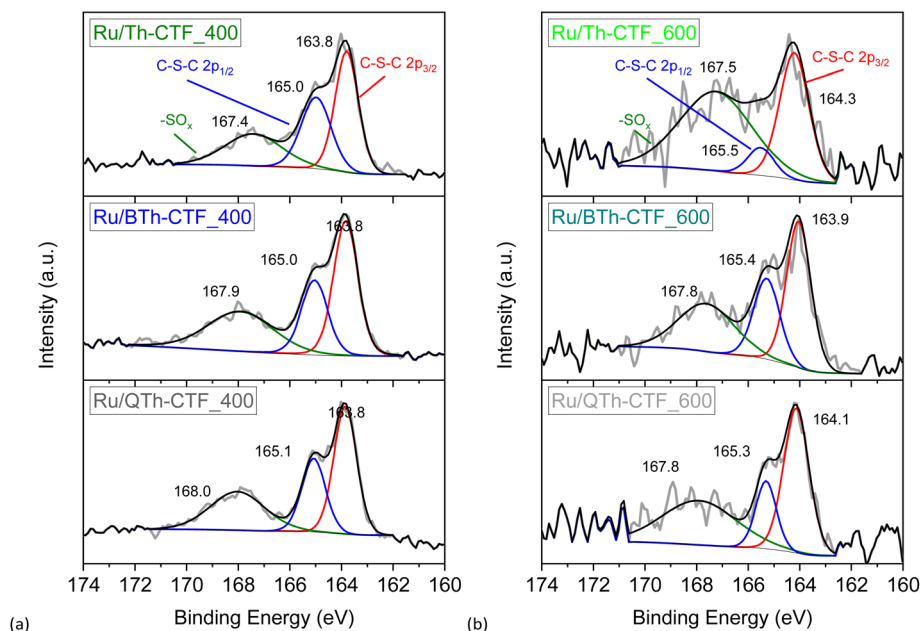 Ru/Th-CTF_400
163.8
C-S-C 2p1/2
C-S-C 2p3/2
165.0
167.4
-SOx
Ru/BTh-CTF_400
163.8
165.0
167.9
Ru/QTh-CTF_400
163.8
165.1
168.0
174 172 170 168 166 164 162 160
Binding Energy (eV)
Intensity (a.u.)
(a)
Ru/Th-CTF_600
C-S-C 2p1/2
167.5
C-S-C 2p3/2
164.3
-SOx
165.5
Ru/BTh-CTF_600
163.9
165.4
167.8
Ru/QTh-CTF_600
164.1
165.3
167.8
174 172 170 168 166 164 162 160
Binding Energy (eV)
Intensity (a.u.)
(b)